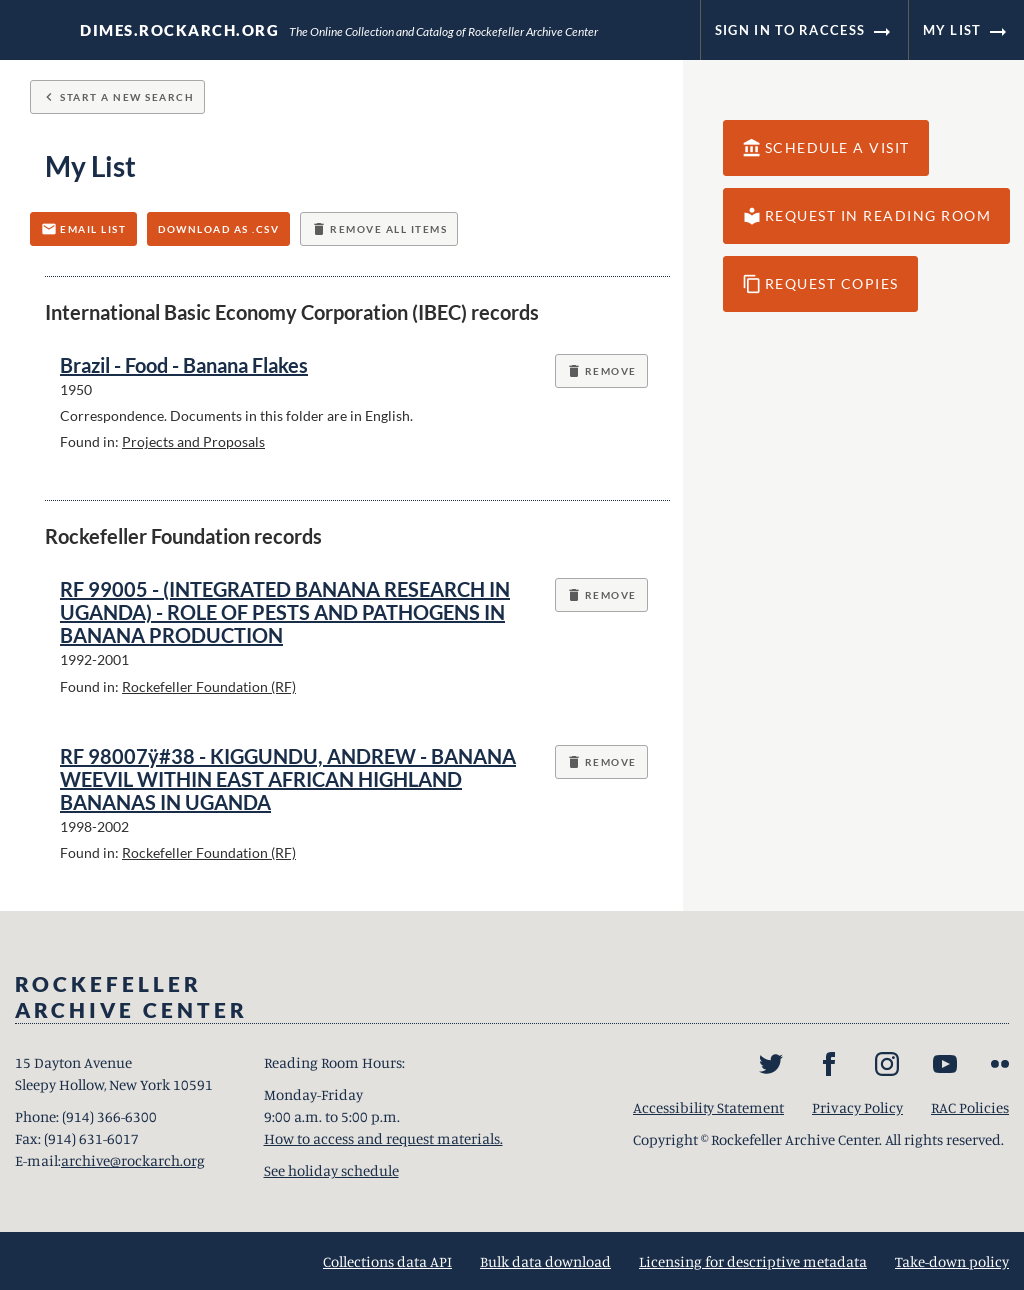 DIMES.ROCKARCH.ORG The Online Collection and Catalog of Rockefeller Archive Center
SIGN IN TO RACCESS
MY LIST
START A NEW SEARCH
My List
EMAIL LIST
DOWNLOAD AS .CSV
REMOVE ALL ITEMS
SCHEDULE A VISIT
REQUEST IN READING ROOM
REQUEST COPIES
International Basic Economy Corporation (IBEC) records
Brazil - Food - Banana Flakes
REMOVE
1950
Correspondence. Documents in this folder are in English.
Found in: Projects and Proposals
Rockefeller Foundation records
RF 99005 - (INTEGRATED BANANA RESEARCH IN
UGANDA) - ROLE OF PESTS AND PATHOGENS IN
BANANA PRODUCTION
REMOVE
1992-2001
Found in: Rockefeller Foundation (RF)
RF 98007ÿ#38 - KIGGUNDU, ANDREW - BANANA
WEEVIL WITHIN EAST AFRICAN HIGHLAND
BANANAS IN UGANDA
REMOVE
1998-2002
Found in: Rockefeller Foundation (RF)
ROCKEFELLER
ARCHIVE CENTER
15 Dayton Avenue
Sleepy Hollow, New York 10591
Phone: (914) 366-6300
Fax: (914) 631-6017
E-mail:archive@rockarch.org
Reading Room Hours:
Monday-Friday
9:00 a.m. to 5:00 p.m.
How to access and request materials.
See holiday schedule
Accessibility Statement
Privacy Policy
RAC Policies
Copyright © Rockefeller Archive Center. All rights reserved.
Collections data API
Bulk data download
Licensing for descriptive metadata
Take-down policy